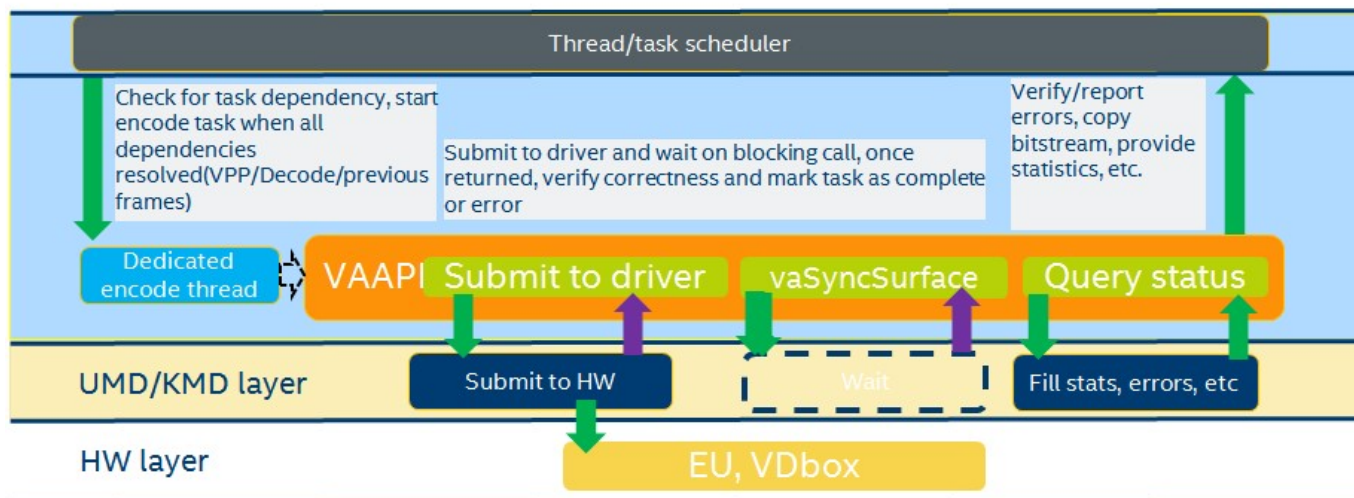 Thread/task scheduler
Check for task dependency, start
encode task when all
dependencies
resolved(VPP/Decode/previous
frames)
Submit to driver and wait on blocking call, once
returned, verify correctness and mark task as complete
or error
Verify/report
errors, copy
bitstream, provide
statistics, etc.
Dedicated
encode thread
VAAPI
Submit to driver
vaSyncSurface
Query status
UMD/KMD layer
Submit to HW
Wait
Fill stats, errors, etc
HW layer
EU, VDbox